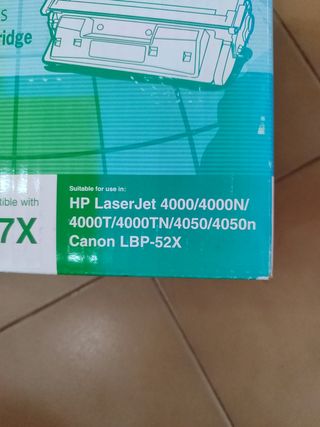 s
ridge
Suitable for use in:
tible with
HP LaserJet 4000/4000N/
7X
4000T/4000TN/4050/4050n
Canon LBP-52X